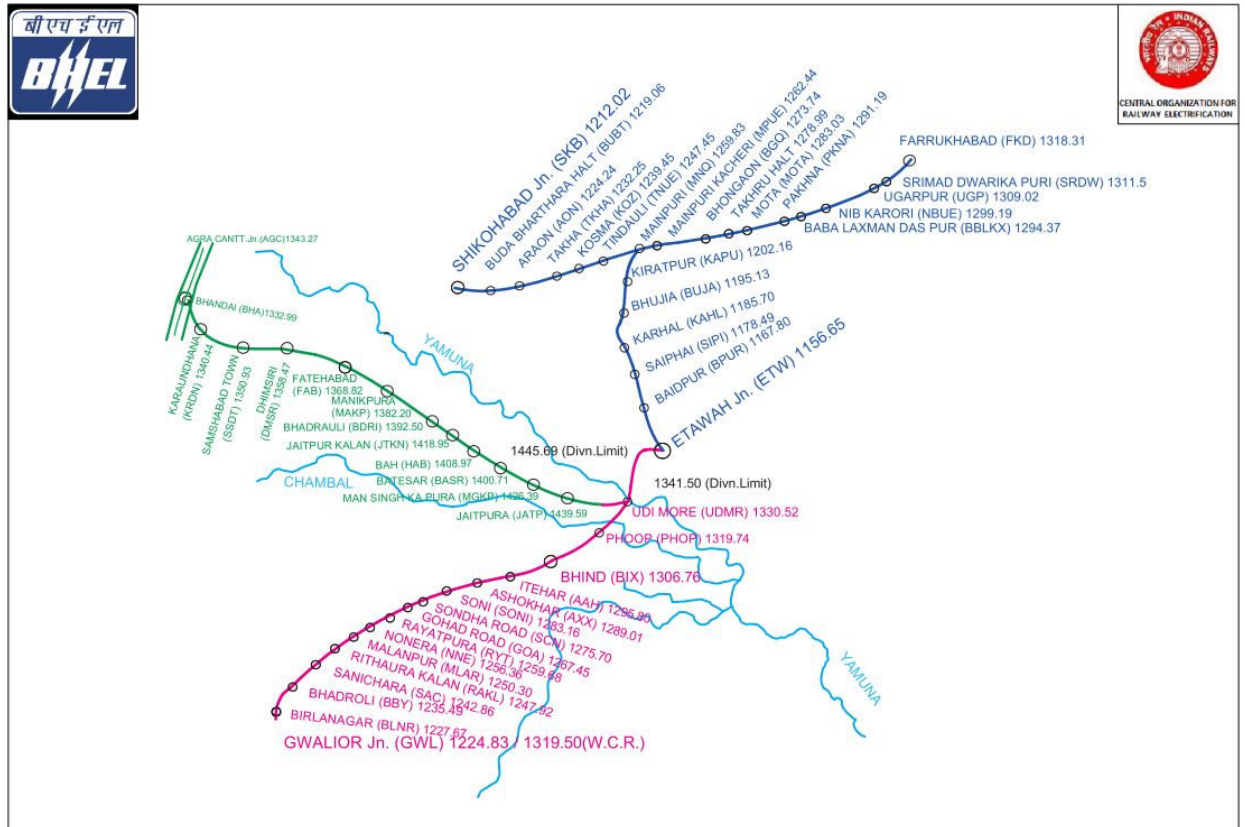 बी एच ई एल
BHEL
भारतीय रेल • INDIAN RAILWAYS
CENTRAL ORGANIZATION FOR
RAILWAY ELECTRIFICATION
SHIKOHABAD Jn. (SKB) 1212.02
BUDA BHARTHARA HALT (BUBT) 1219.06
ARAON (AON) 1224.24
TAKHA (TKHA) 1232.25
KOSMA (KOZ) 1239.45
TINDAULI (TNUE) 1247.45
MAINPURI (MNQ) 1259.83
MAINPURI KACHERI (MPUE) 1262.44
BHONGAON (BGQ) 1273.74
TAKHRU HALT 1278.99
MOTA (MOTA) 1283.03
PAKHNA (PKNA) 1291.19
FARRUKHABAD (FKD) 1318.31
SRIMAD DWARIKA PURI (SRDW) 1311.5
UGARPUR (UGP) 1309.02
NIB KARORI (NBUE) 1299.19
BABA LAXMAN DAS PUR (BBLKX) 1294.37
KIRATPUR (KAPU) 1202.16
BHUJIA (BUJA) 1195.13
KARHAL (KAHL) 1185.70
SAIPHAI (SIPI) 1178.49
BAIDPUR (BPUR) 1167.80
ETAWAH Jn. (ETW) 1156.65
AGRA CANTT.Jn.(AGC)1343.27
BHANDAI (BHA)1332.99
KARAUNDHANA
(KRDN) 1340.44
SAMSHABAD TOWN
(SSDT) 1350.93
DHIMSIRI
(DMSR) 1358.47
FATEHABAD
(FAB) 1368.82
MANIKPURA
(MAKP) 1382.20
BHADRAULI (BDRI) 1392.50
JAITPUR KALAN (JTKN) 1418.95
BAH (HAB) 1408.97
BATESAR (BASR) 1400.71
MAN SINGH KA PURA (MGKP) 1426.39
JAITPURA (JATP) 1439.59
YAMUNA
CHAMBAL
1445.69 (Divn.Limit)
1341.50 (Divn.Limit)
UDI MORE (UDMR) 1330.52
PHOOP (PHOP) 1319.74
BHIND (BIX) 1306.76
ITEHAR (AAH) 1295.80
ASHOKHAR (AXX) 1289.01
SONI (SONI) 1283.16
SONDHA ROAD (SCN) 1275.70
GOHAD ROAD (GOA) 1267.45
RAYATPURA (RYT) 1259.68
NONERA (NNE) 1256.36
MALANPUR (MLAR) 1250.30
RITHAURA KALAN (RAKL) 1247.92
SANICHARA (SAC) 1242.86
BHADROLI (BBY) 1235.49
BIRLANAGAR (BLNR) 1227.67
GWALIOR Jn. (GWL) 1224.83 / 1319.50(W.C.R.)
YAMUNA